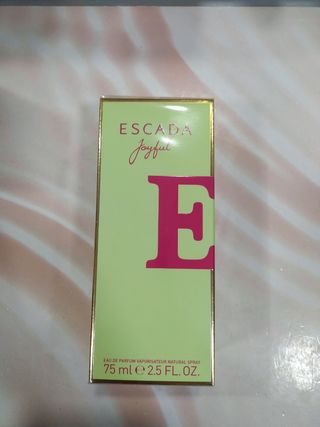 ESCADA
Joyful
E
EAU DE PARFUM VAPORISATEUR NATURAL SPRAY
75 ml e 2.5 FL. OZ.